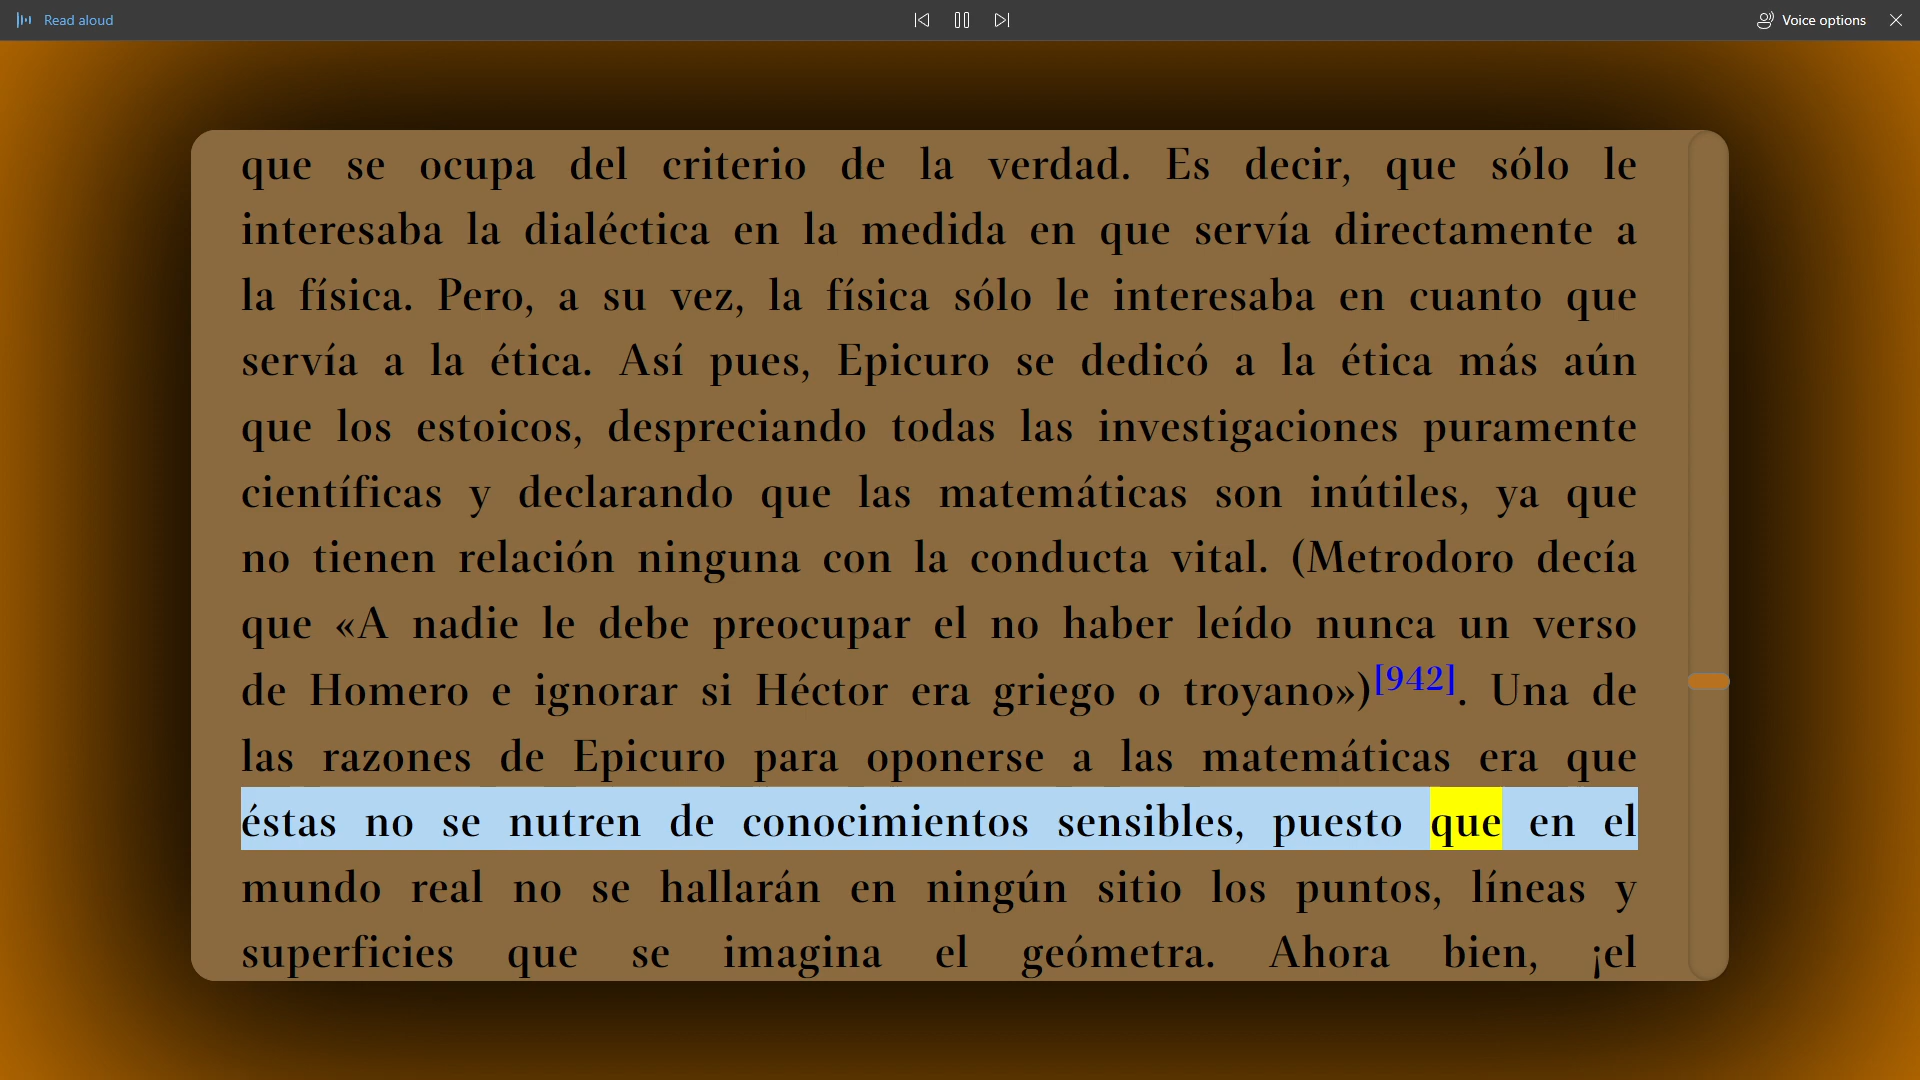 Read aloud
Voice options
que se ocupa del criterio de la verdad. Es decir, que sólo le
interesaba la dialéctica en la medida en que servía directamente a
la física. Pero, a su vez, la física sólo le interesaba en cuanto que
servía a la ética. Así pues, Epicuro se dedicó a la ética más aún
que los estoicos, despreciando todas las investigaciones puramente
científicas y declarando que las matemáticas son inútiles, ya que
no tienen relación ninguna con la conducta vital. (Metrodoro decía
que «A nadie le debe preocupar el no haber leído nunca un verso
de Homero e ignorar si Héctor era griego o troyano»)[942]. Una de
las razones de Epicuro para oponerse a las matemáticas era que
éstas no se nutren de conocimientos sensibles, puesto que en el
mundo real no se hallarán en ningún sitio los puntos, líneas y
superficies que se imagina el geómetra. Ahora bien, ¡el